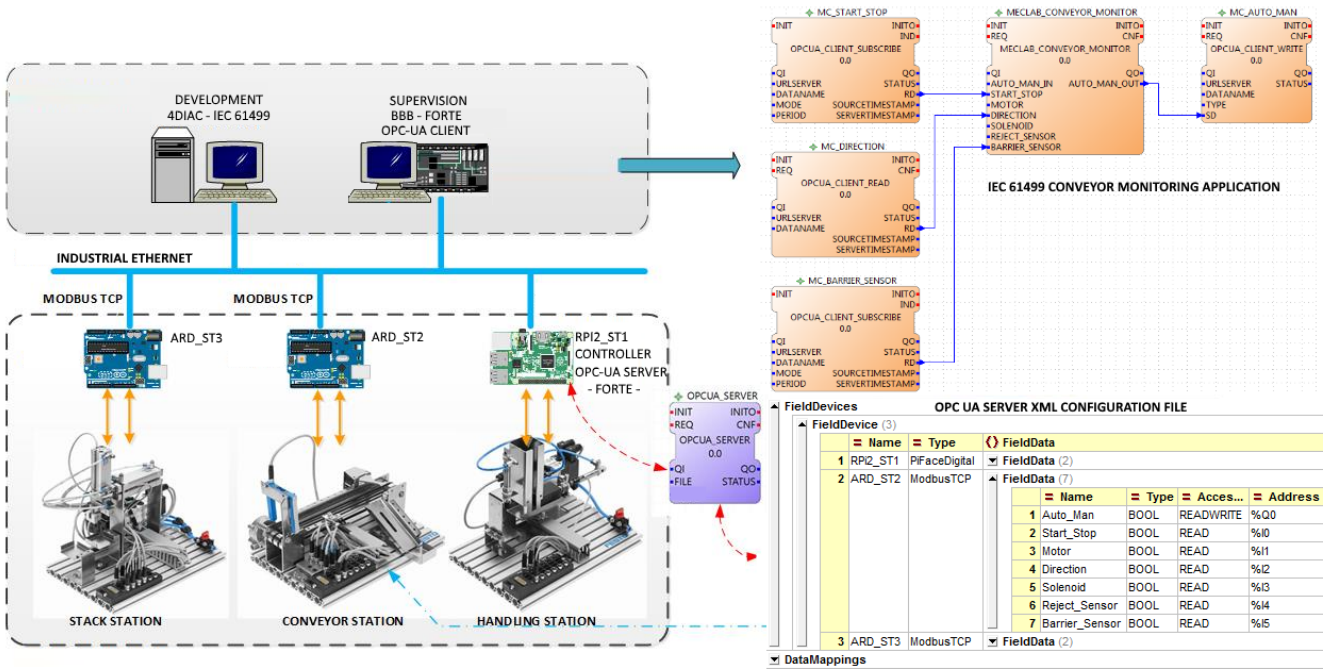 DEVELOPMENT
4DIAC - IEC 61499
SUPERVISION
BBB - FORTE
OPC-UA CLIENT
INDUSTRIAL ETHERNET
MODBUS TCP
MODBUS TCP
ARD_ST3
ARD_ST2
RPI2_ST1
CONTROLLER
OPC-UA SERVER
- FORTE -
STACK STATION
CONVEYOR STATION
HANDLING STATION
MC_START_STOP
INIT INITO
IND
OPCUA_CLIENT_SUBSCRIBE
0.0
QI QO
URLSERVER STATUS
DATANAME RD
MODE SOURCETIMESTAMP
PERIOD SERVERTIMESTAMP
MECLAB_CONVEYOR_MONITOR
INIT INITO
REQ CNF
MECLAB_CONVEYOR_MONITOR
0.0
QI QO
AUTO_MAN_IN AUTO_MAN_OUT
START_STOP
MOTOR
DIRECTION
SOLENOID
REJECT_SENSOR
BARRIER_SENSOR
MC_AUTO_MAN
INIT INITO
REQ CNF
OPCUA_CLIENT_WRITE
0.0
QI QO
URLSERVER STATUS
DATANAME
TYPE
SD
MC_DIRECTION
INIT INITO
REQ CNF
OPCUA_CLIENT_READ
0.0
QI QO
URLSERVER STATUS
DATANAME RD
SOURCETIMESTAMP
SERVERTIMESTAMP
IEC 61499 CONVEYOR MONITORING APPLICATION
MC_BARRIER_SENSOR
INIT INITO
IND
OPCUA_CLIENT_SUBSCRIBE
0.0
QI QO
URLSERVER STATUS
DATANAME RD
MODE SOURCETIMESTAMP
PERIOD SERVERTIMESTAMP
OPCUA_SERVER
INIT INITO
REQ CNF
OPCUA_SERVER
0.0
QI QO
FILE STATUS
FieldDevices OPC UA SERVER XML CONFIGURATION FILE
FieldDevice (3)
= Name = Type {} FieldData
1 RPI2_ST1 PiFaceDigital FieldData (2)
2 ARD_ST2 ModbusTCP FieldData (7)
= Name = Type = Acces... = Address
1 Auto_Man BOOL READWRITE %Q0
2 Start_Stop BOOL READ %I0
3 Motor BOOL READ %I1
4 Direction BOOL READ %I2
5 Solenoid BOOL READ %I3
6 Reject_Sensor BOOL READ %I4
7 Barrier_Sensor BOOL READ %I5
3 ARD_ST3 ModbusTCP FieldData (2)
DataMappings